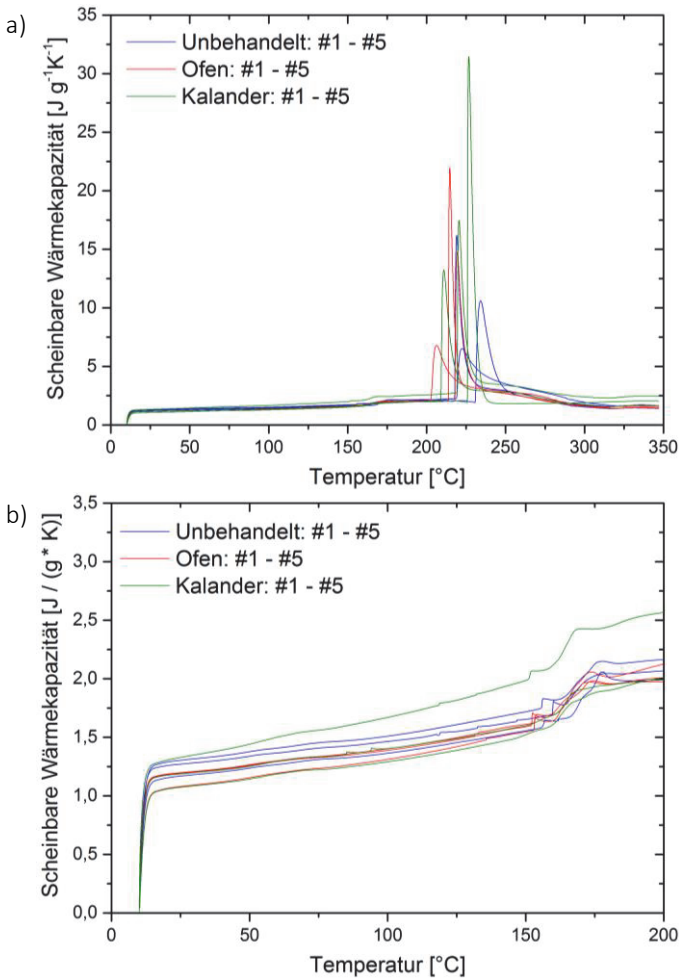 a)
Scheinbare Wärmekapazität [J g⁻¹K⁻¹]
35
30
25
20
15
10
5
0
Unbehandelt: #1 - #5
Ofen: #1 - #5
Kalander: #1 - #5
0 50 100 150 200 250 300 350
Temperatur [°C]
b)
Scheinbare Wärmekapazität [J / (g* K)]
3,5
3,0
2,5
2,0
1,5
1,0
0,5
0,0
Unbehandelt: #1 - #5
Ofen: #1 - #5
Kalander: #1 - #5
0 50 100 150 200
Temperatur [°C]